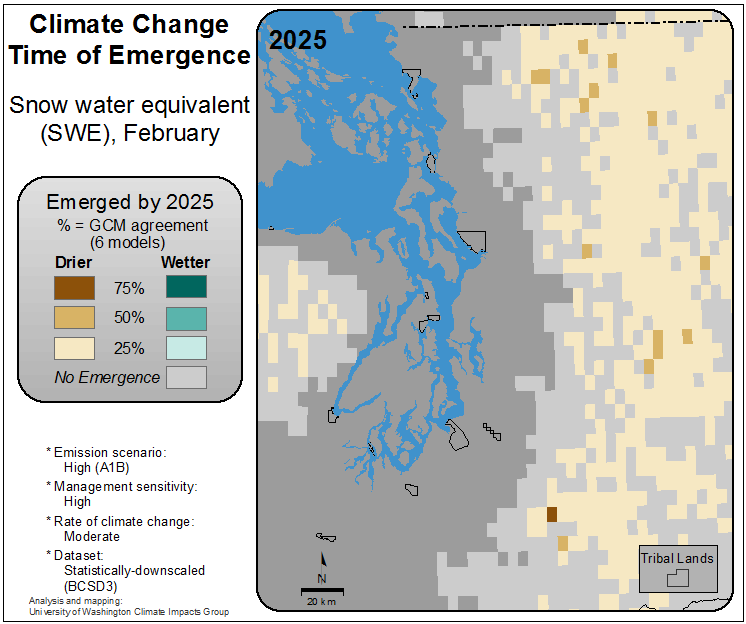 Climate Change
Time of Emergence
Snow water equivalent
(SWE), February
Emerged by 2025
% = GCM agreement
(6 models)
Drier Wetter
75%
50%
25%
No Emergence
* Emission scenario:
High (A1B)
* Management sensitivity:
High
* Rate of climate change:
Moderate
* Dataset:
Statistically-downscaled
(BCSD3)
Analysis and mapping:
University of Washington Climate Impacts Group
2025
N
20 km
Tribal Lands